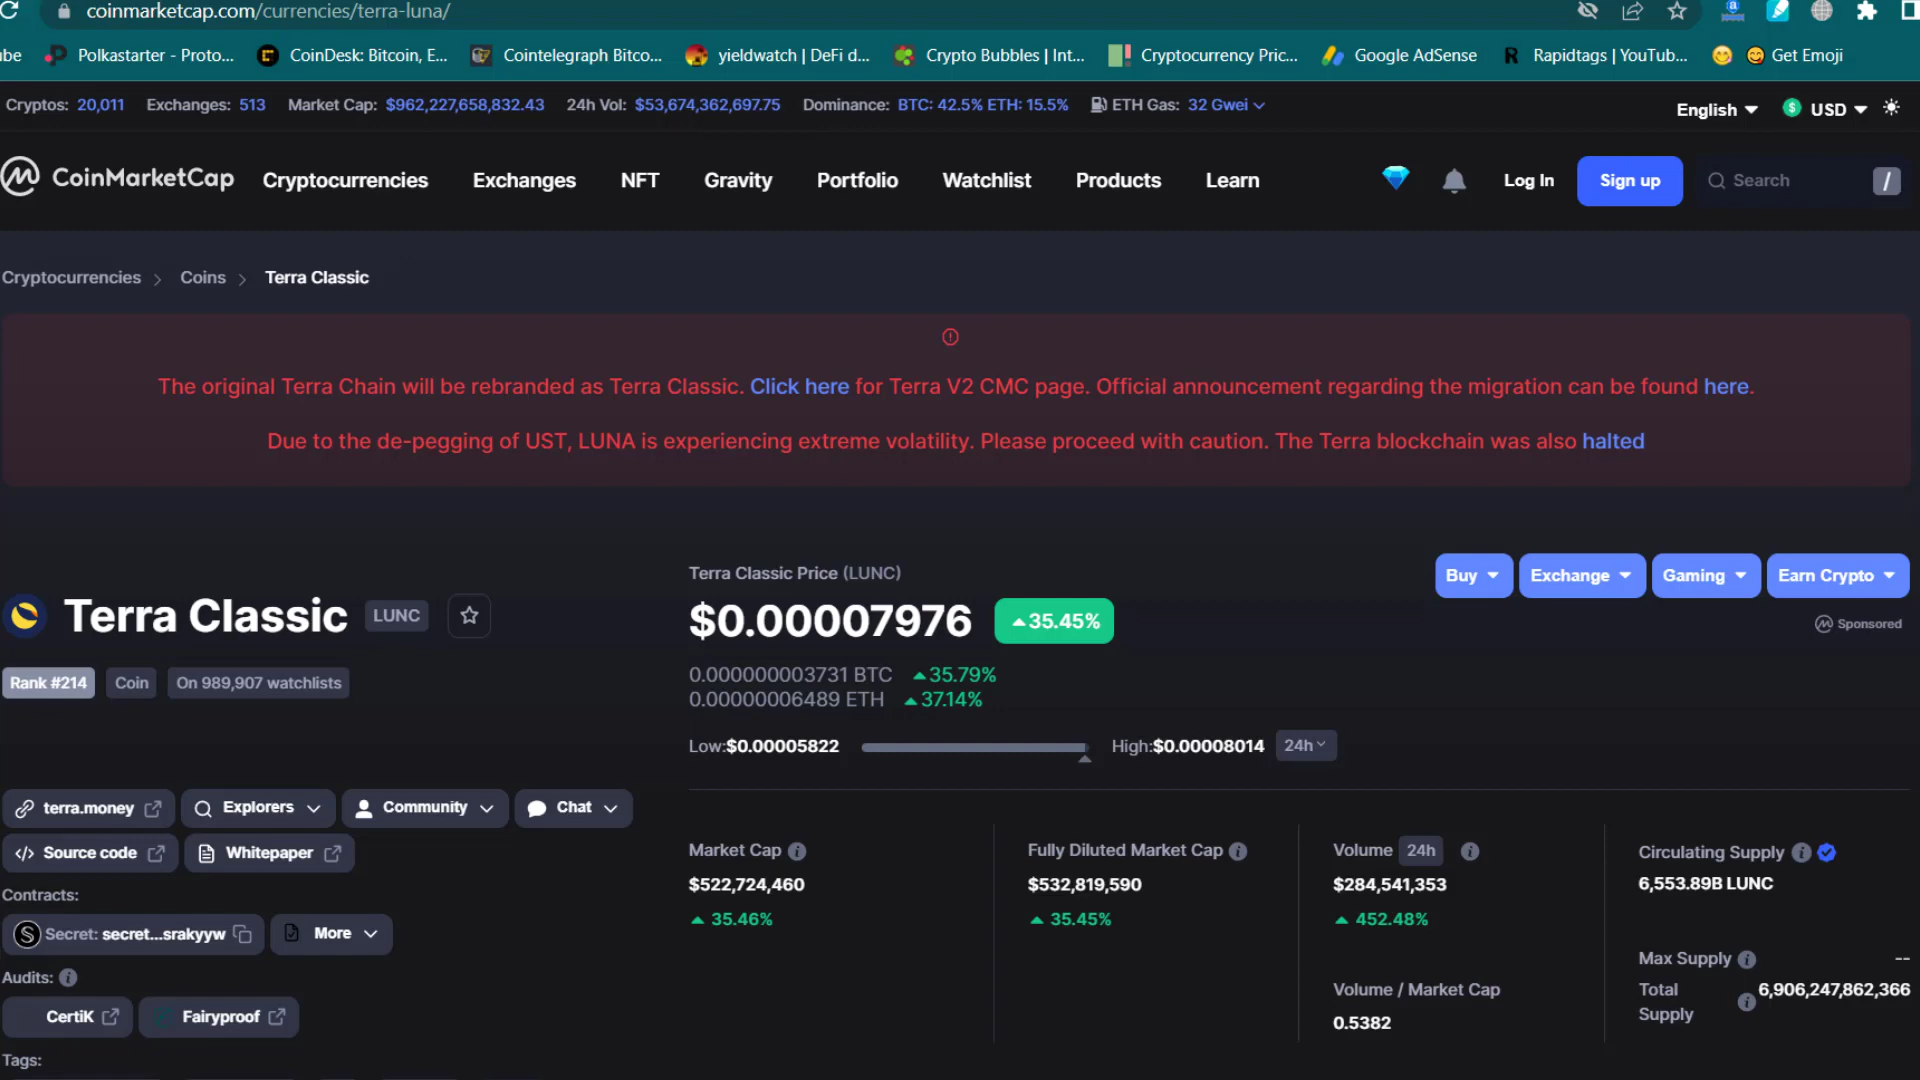 coinmarketcap.com/currencies/terra-luna/
be Polkastarter - Proto... CoinDesk: Bitcoin, E... Cointelegraph Bitco... yieldwatch | DeFi d... Crypto Bubbles | Int... Cryptocurrency Pric... Google AdSense R Rapidtags | YouTub... Get Emoji
Cryptos: 20,011 Exchanges: 513 Market Cap: $962,227,658,832.43 24h Vol: $53,674,362,697.75 Dominance: BTC: 42.5% ETH: 15.5% ETH Gas: 32 Gwei English $ USD
CoinMarketCap Cryptocurrencies Exchanges NFT Gravity Portfolio Watchlist Products Learn Log In Sign up Search /
Cryptocurrencies Coins Terra Classic
The original Terra Chain will be rebranded as Terra Classic. Click here for Terra V2 CMC page. Official announcement regarding the migration can be found here.
Due to the de-pegging of UST, LUNA is experiencing extreme volatility. Please proceed with caution. The Terra blockchain was also halted
Terra Classic Price (LUNC)
Buy Exchange Gaming Earn Crypto
Terra Classic LUNC
$0.00007976 35.45%
Sponsored
Rank #214 Coin On 989,907 watchlists
0.000000003731 BTC 35.79%
0.00000006489 ETH 37.14%
Low:$0.00005822 High:$0.00008014 24h
terra.money Explorers Community Chat
Source code Whitepaper
Contracts:
Secret: secret...srakyyw More
Audits:
CertiK Fairyproof
Tags:
Market Cap
$522,724,460
35.46%
Fully Diluted Market Cap
$532,819,590
35.45%
Volume 24h
$284,541,353
452.48%
Volume / Market Cap
0.5382
Circulating Supply
6,553.89B LUNC
Max Supply --
Total Supply 6,906,247,862,366